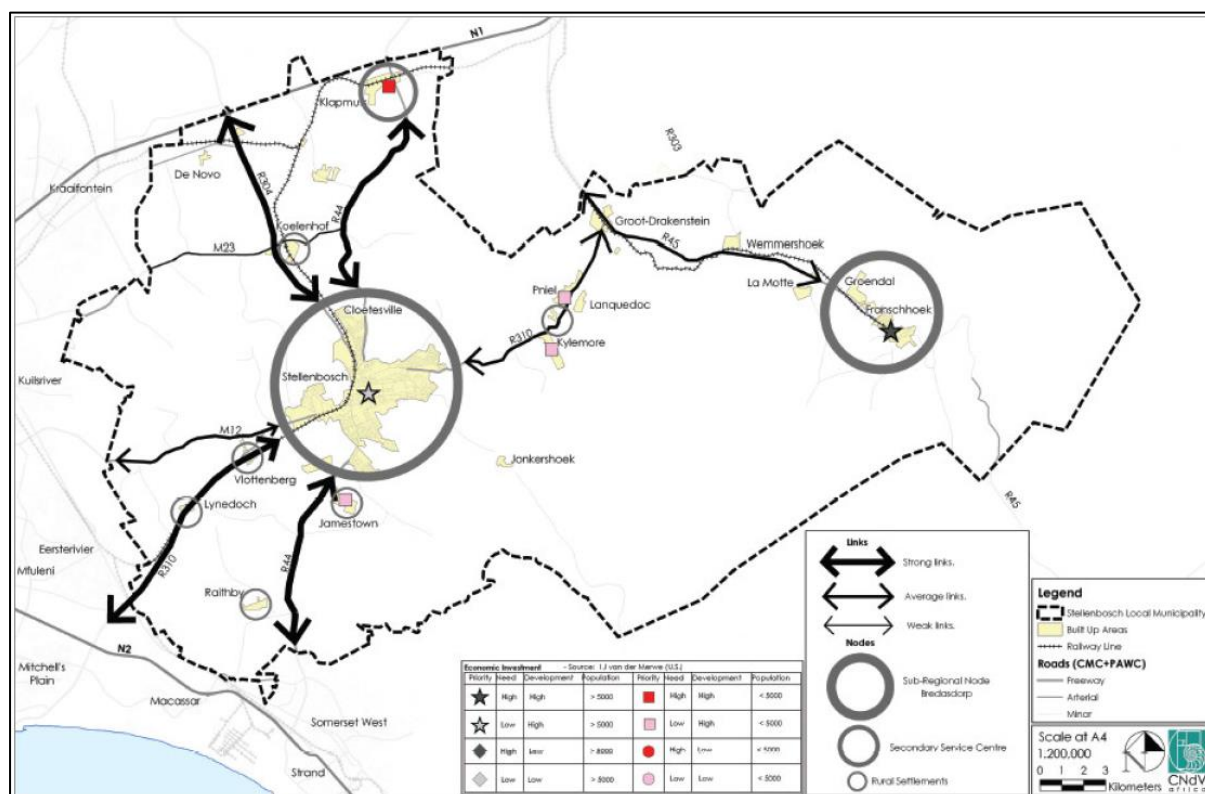 N1
Klapmuts
R303
De Novo
Kraaifontein
R304
R44
Koelenhof
M23
Groot-Drakenstein
R45
Wemmershoek
La Motte
Groendal
Franschhoek
Cloetesville
Pniel
Lanquedoc
R310
Kylemore
Stellenbosch
Kuilsriver
M12
Vlottenberg
Jonkershoek
Lynedoch
Jamestown
R45
Eersterivier
Mfuleni
R310
R44
Raithby
N2
Mitchell's
Plain
Macassar
Somerset West
Strand
Links
Strong links.
Average links.
Weak links.
Nodes
Sub-Regional Node
Bredasdorp
Secondary Service Centre
Rural Settlements
Legend
Stellenbosch Local Municipality
Built Up Areas
Railway Line
Roads (CMC+PAWC)
Freeway
Arterial
Minor
Scale at A4
1:200,000
0 1 2 3
Kilometers
CNdV
africa
Economic Investment - Source: I J van der Merwe (U.S.)
Priority Need Development Population Priority Need Development Population
High High > 5000 High High < 5000
Low High > 5000 Low High < 5000
High Low High Low < 5000
Low Low > 5000 Low Low < 5000